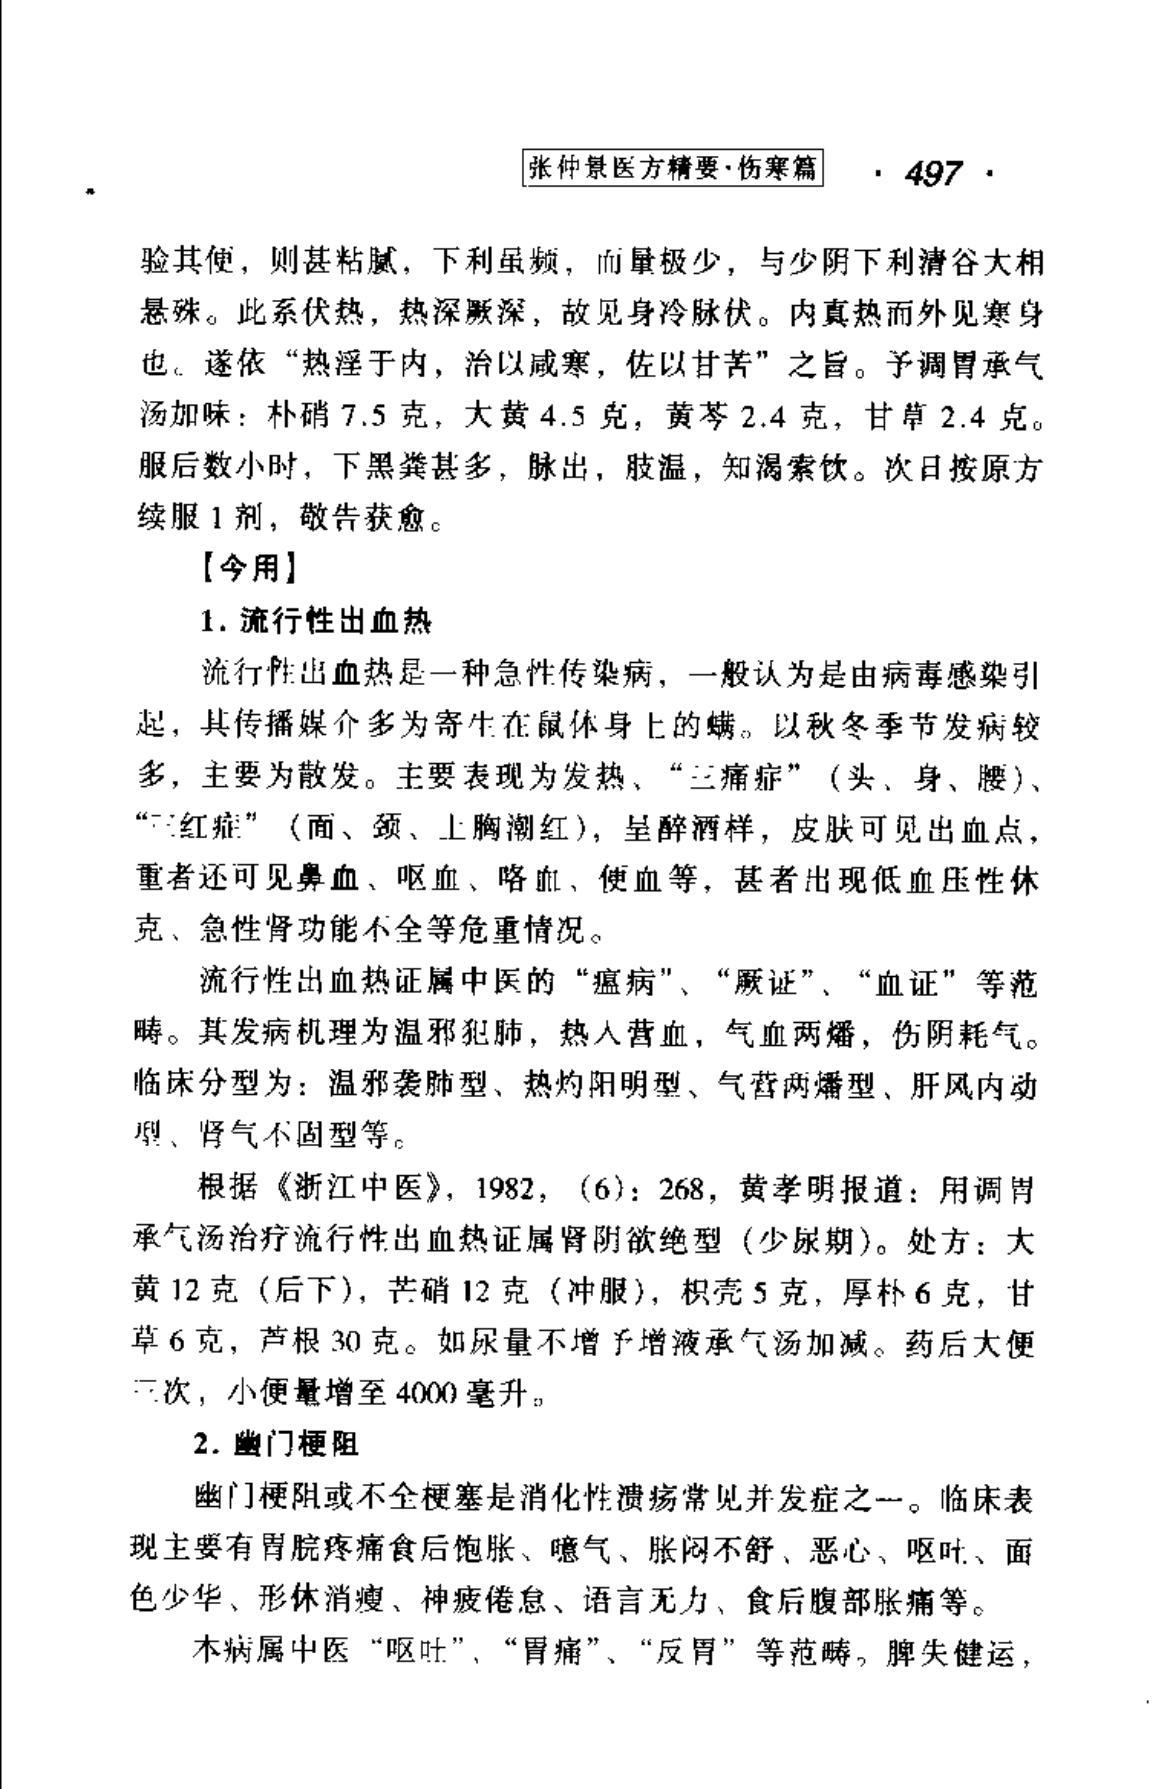 张仲景医方精要·伤寒篇 · 497 ·
验其便，则甚粘腻，下利虽频，而量极少，与少阴下利清谷大相
悬殊。此系伏热，热深厥深，故见身冷脉伏。内真热而外见寒身
也。遂依“热淫于内，治以咸寒，佐以甘苦”之旨。予调胃承气
汤加味：朴硝 7.5 克，大黄 4.5 克，黄芩 2.4 克，甘草 2.4 克。
服后数小时，下黑粪甚多，脉出，肢温，知渴索饮。次日按原方
续服 1 剂，敬告获愈。
【今用】
1. 流行性出血热
流行性出血热是一种急性传染病，一般认为是由病毒感染引
起，其传播媒介多为寄生在鼠体身上的螨。以秋冬季节发病较
多，主要为散发。主要表现为发热、“三痛症”（头、身、腰）、
“三红症”（面、颈、上胸潮红），呈醉酒样，皮肤可见出血点，
重者还可见鼻血、呕血、咯血、便血等，甚者出现低血压性休
克、急性肾功能不全等危重情况。
流行性出血热证属中医的“瘟病”、“厥证”、“血证”等范
畴。其发病机理为温邪犯肺，热入营血，气血两燔，伤阴耗气。
临床分型为：温邪袭肺型、热灼阳明型、气营两燔型、肝风内动
型、肾气不固型等。
根据《浙江中医》，1982，（6）：268，黄孝明报道：用调胃
承气汤治疗流行性出血热证属肾阴欲绝型（少尿期）。处方：大
黄 12 克（后下），芒硝 12 克（冲服），枳壳 5 克，厚朴 6 克，甘
草 6 克，芦根 30 克。如尿量不增予增液承气汤加减。药后大便
三次，小便量增至 4000 毫升。
2. 幽门梗阻
幽门梗阻或不全梗塞是消化性溃疡常见并发症之一。临床表
现主要有胃脘疼痛食后饱胀、噫气、胀闷不舒、恶心、呕吐、面
色少华、形体消瘦、神疲倦怠、语言无力、食后腹部胀痛等。
本病属中医“呕吐”、“胃痛”、“反胃”等范畴。脾失健运，